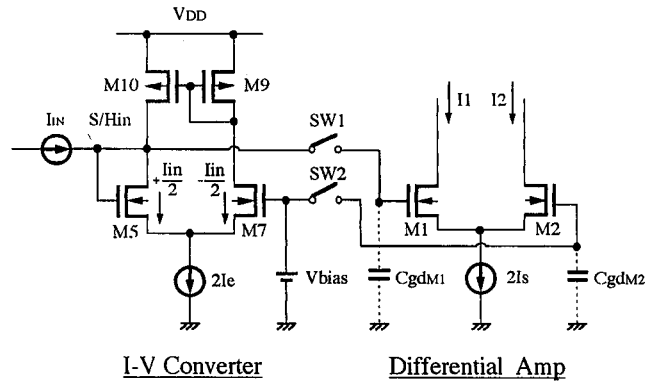 VDD
M10
M9
IIN
S/Hin
SW1
I1
I2
+ Iin/2
- Iin/2
SW2
M5
M7
M1
M2
2Ie
Vbias
CgdM1
2Is
CgdM2
I-V Converter
Differential Amp